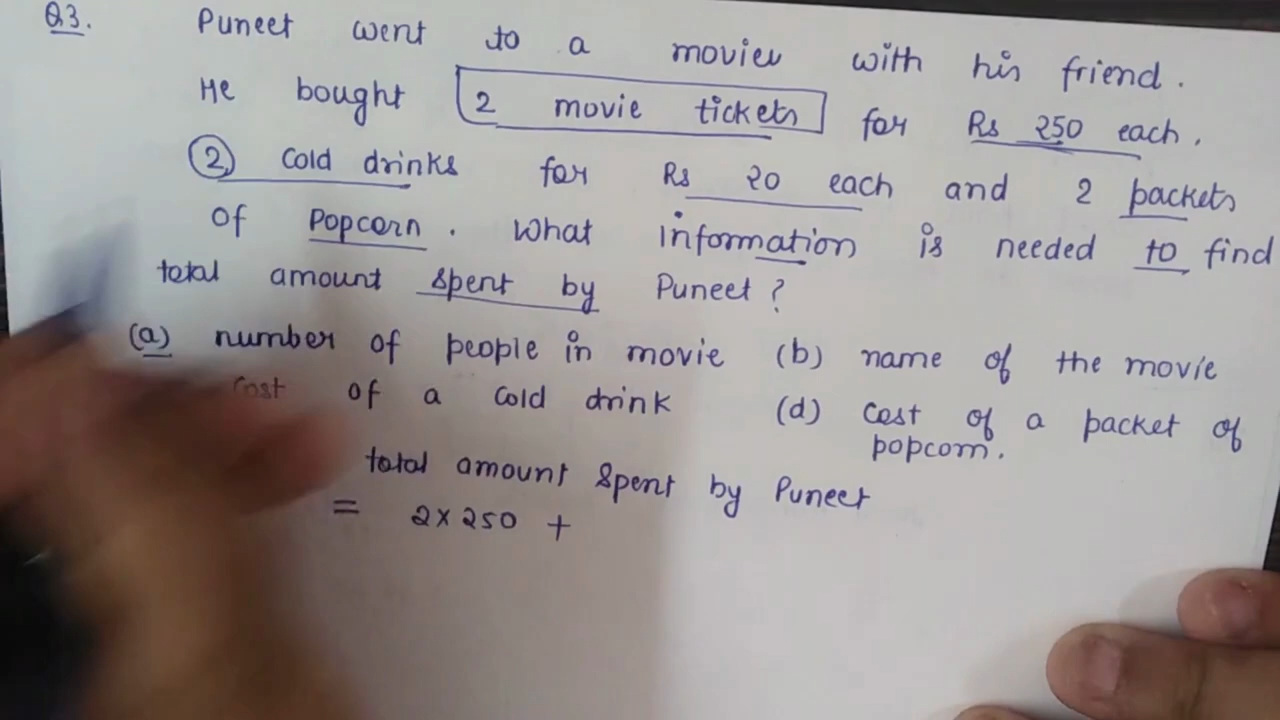 Q3. Puneet went to a movie with his friend.
He bought 2 movie tickets for Rs 250 each.
2 cold drinks for Rs 20 each and 2 packets
of Popcorn. What information is needed to find
total amount spent by Puneet?
(a) number of people in movie (b) name of the movie
Cost of a cold drink (d) Cost of a packet of
popcorn.
total amount spent by Puneet
= 2x250 +